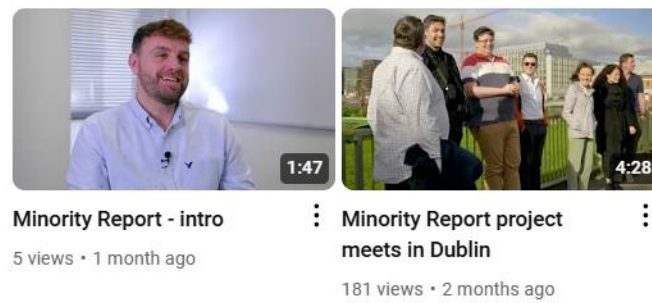 1:47
4:28
Minority Report - intro
5 views • 1 month ago
Minority Report project
meets in Dublin
181 views • 2 months ago